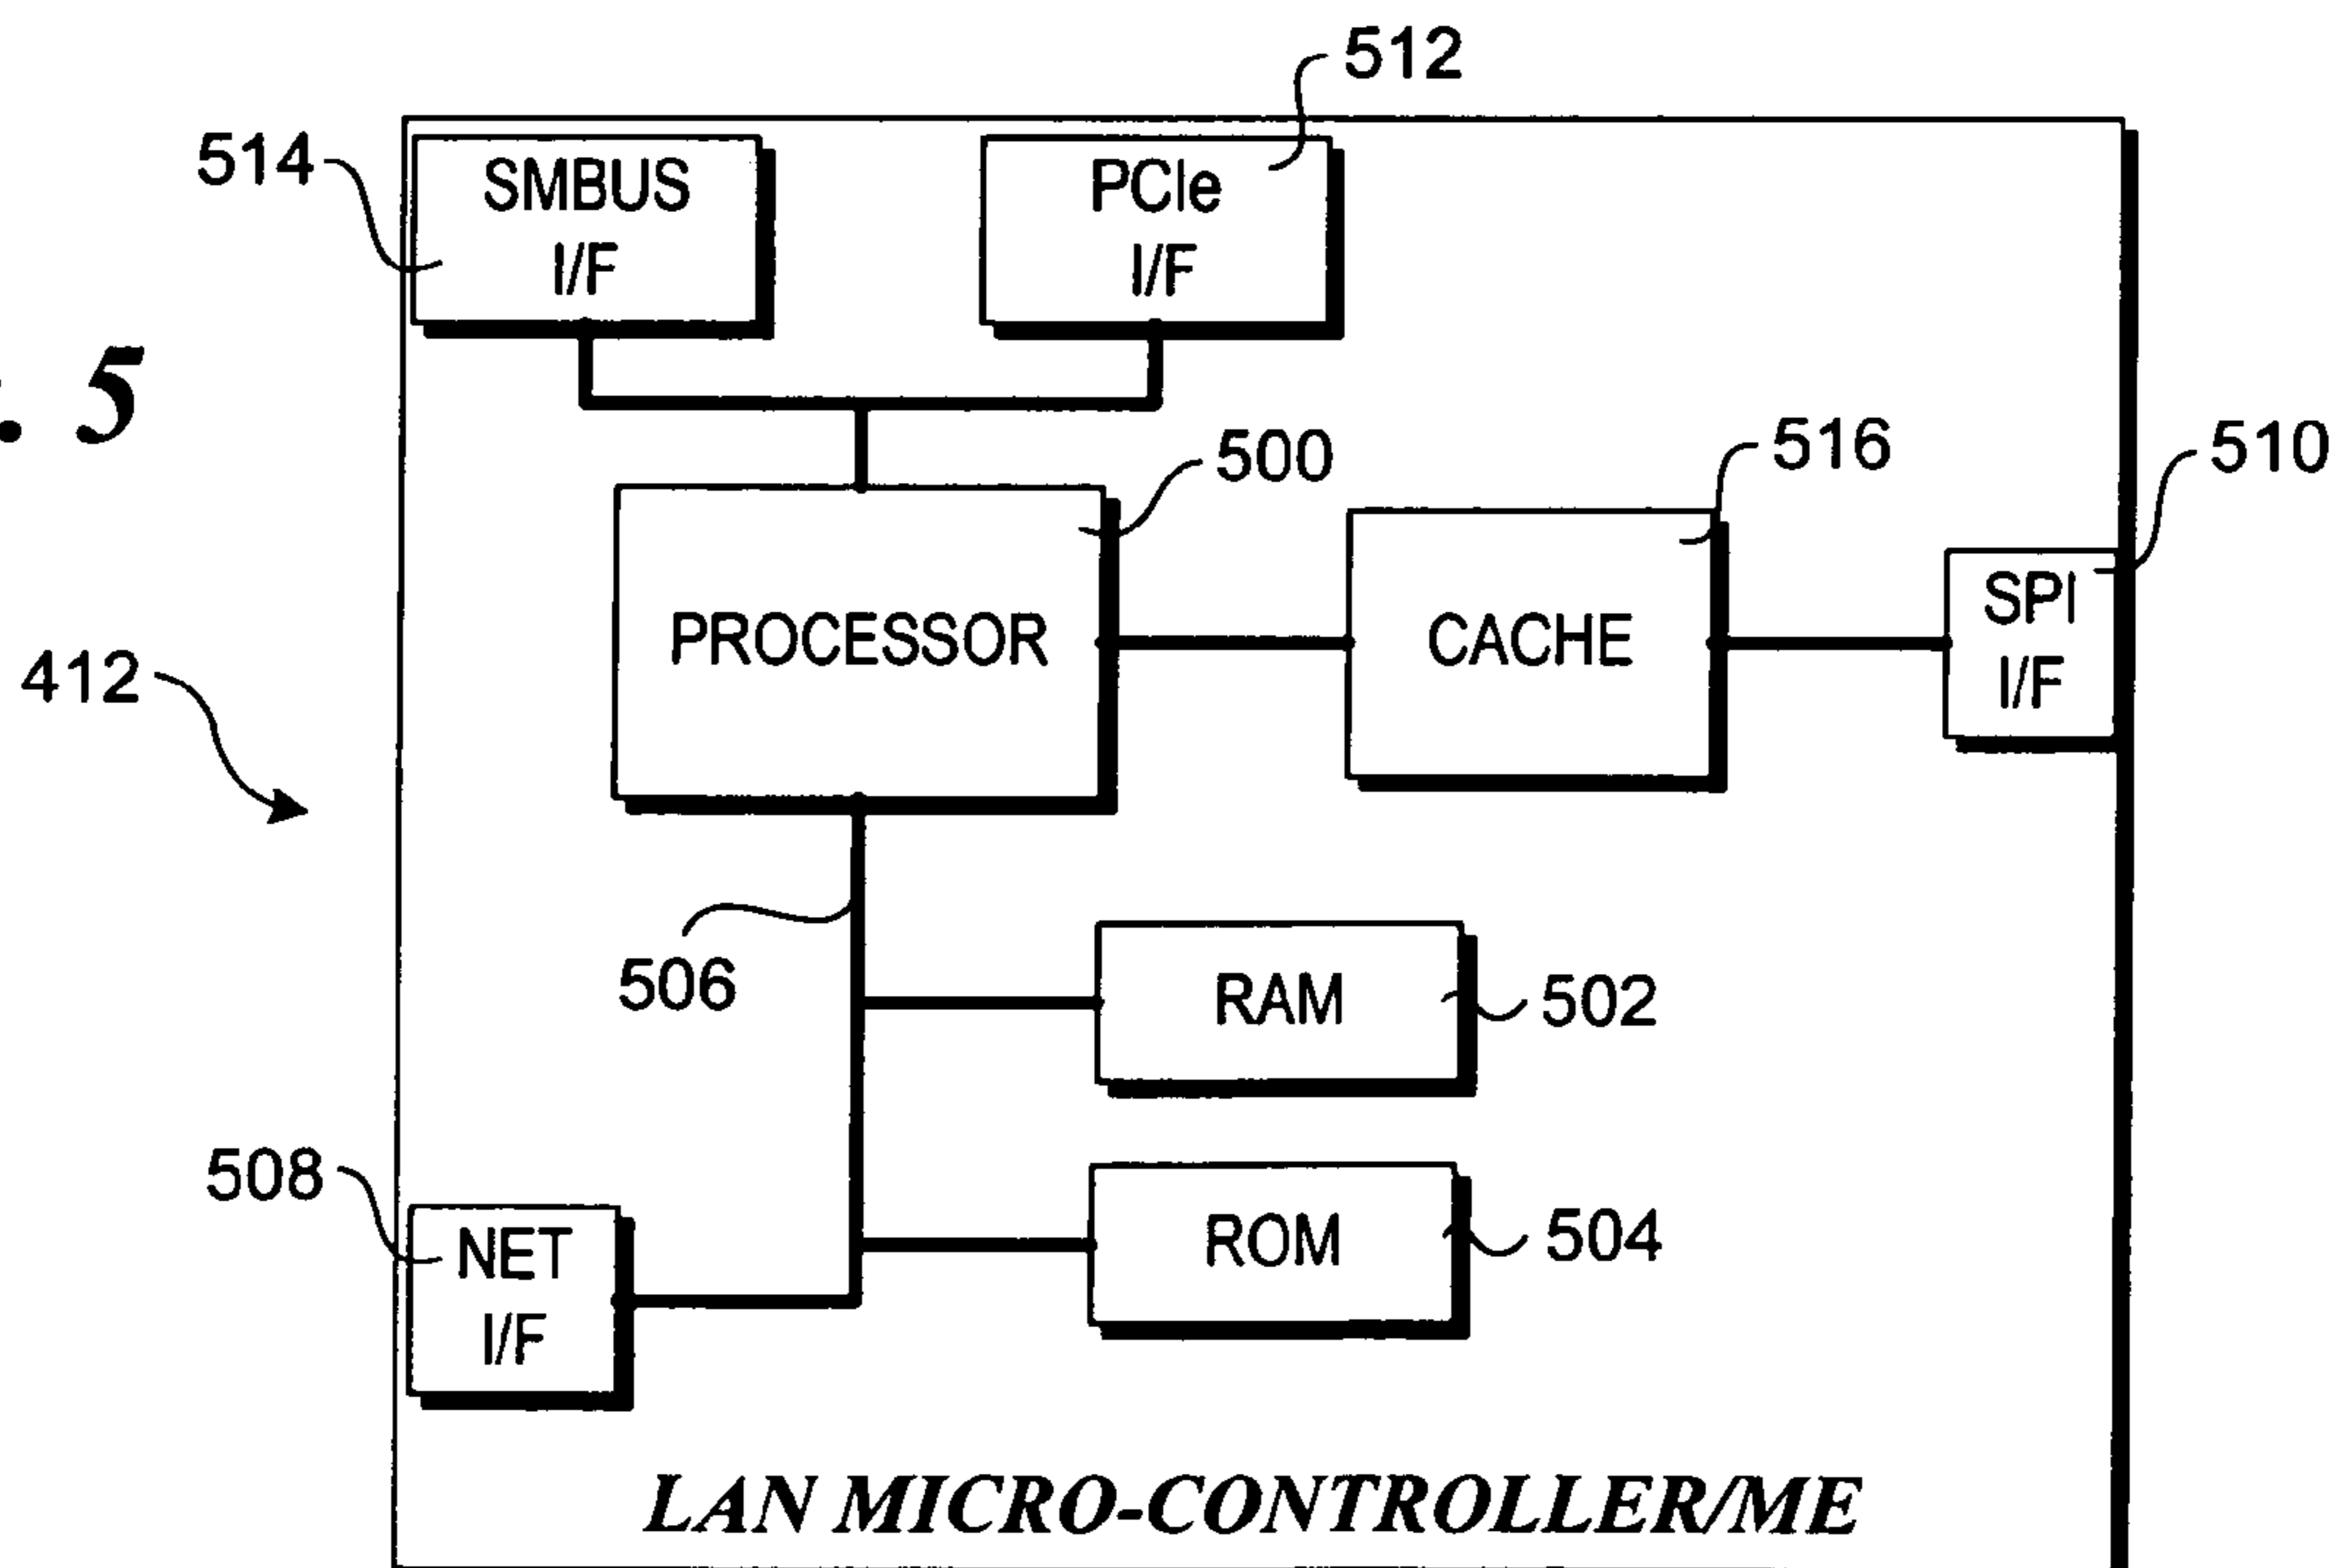 512
514
SMBUS
I/F
PCIe
I/F
. 5
500
516
510
PROCESSOR
CACHE
SPI
I/F
412
506
RAM
502
508
NET
I/F
ROM
504
LAN MICRO-CONTROLLER/ME